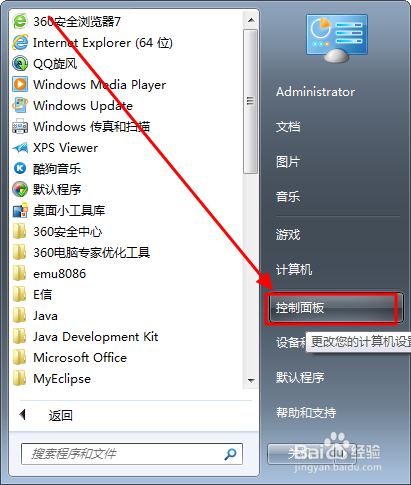 360安全浏览器7
Internet Explorer (64 位)
QQ旋风
Windows Media Player
Windows Update
Windows 传真和扫描
XPS Viewer
酷狗音乐
默认程序
桌面小工具库
360安全中心
360电脑专家优化工具
emu8086
E信
Java
Java Development Kit
Microsoft Office
MyEclipse
返回
搜索程序和文件
Administrator
文档
图片
音乐
游戏
计算机
控制面板
设备和
更改您的计算机设置
默认程序
帮助和支持
关
Baidu 经验
jingyan.baidu.com